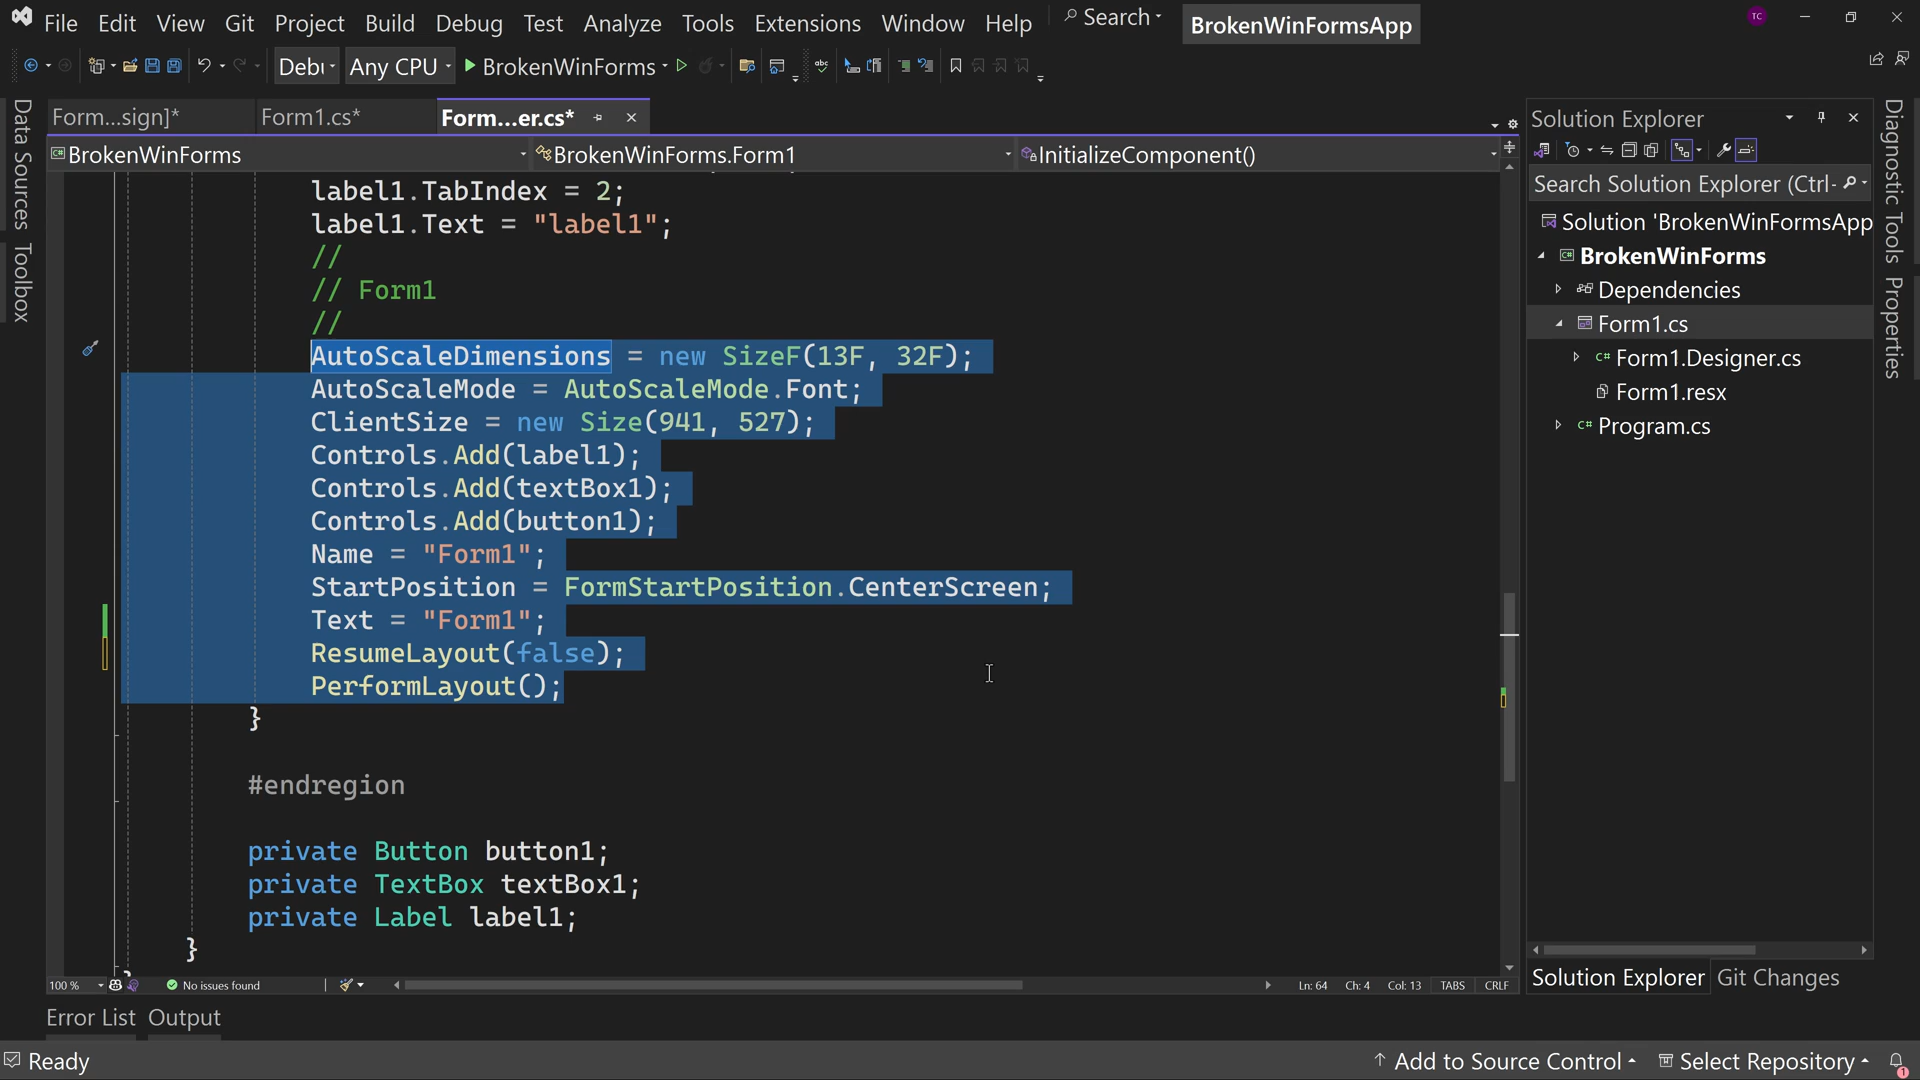 File Edit View Git Project Build Debug Test Analyze Tools Extensions Window Help Search BrokenWinFormsApp TC
Debu Any CPU BrokenWinForms
Form...sign]* Form1.cs* Form...er.cs*
BrokenWinForms BrokenWinForms.Form1 InitializeComponent()
Data Sources
Toolbox
label1.TabIndex = 2;
label1.Text = "label1";
//
// Form1
//
AutoScaleDimensions = new SizeF(13F, 32F);
AutoScaleMode = AutoScaleMode.Font;
ClientSize = new Size(941, 527);
Controls.Add(label1);
Controls.Add(textBox1);
Controls.Add(button1);
Name = "Form1";
StartPosition = FormStartPosition.CenterScreen;
Text = "Form1";
ResumeLayout(false);
PerformLayout();
}
#endregion
private Button button1;
private TextBox textBox1;
private Label label1;
}
100 % No issues found Ln: 64 Ch: 4 Col: 13 TABS CRLF
Solution Explorer
Search Solution Explorer (Ctrl-
Solution 'BrokenWinFormsApp
BrokenWinForms
Dependencies
Form1.cs
Form1.Designer.cs
Form1.resx
Program.cs
Solution Explorer Git Changes
Diagnostic Tools
Properties
Error List Output
Ready Add to Source Control Select Repository 1